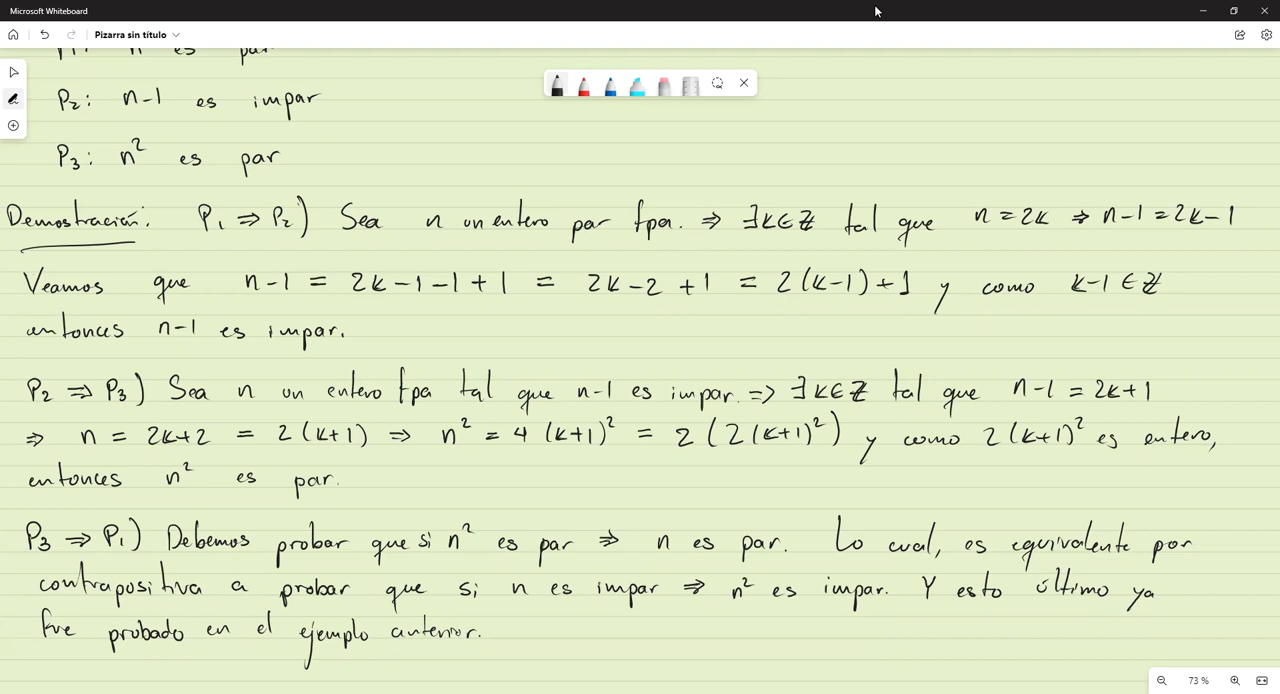 Microsoft Whiteboard
Pizarra sin título
P₁: n es par
P₂: n-1 es impar
P₃: n² es par
Demostración: P₁ ⇒ P₂) Sea n un entero par fpa. ⇒ ∃k∈ℤ tal que n = 2k ⇒ n-1 = 2k-1
Veamos que n-1 = 2k-1-1+1 = 2k-2+1 = 2(k-1)+1 y como k-1 ∈ ℤ
entonces n-1 es impar.
P₂ ⇒ P₃) Sea n un entero fpa tal que n-1 es impar. => ∃k∈ℤ tal que n-1 = 2k+1
⇒ n = 2k+2 = 2(k+1) ⇒ n² = 4(k+1)² = 2(2(k+1)²) y como 2(k+1)² es entero,
entonces n² es par.
P₃ ⇒ P₁) Debemos probar que si n² es par ⇒ n es par. Lo cual, es equivalente por
contrapositiva a probar que si n es impar ⇒ n² es impar. Y esto último ya
fue probado en el ejemplo anterior.
73 %